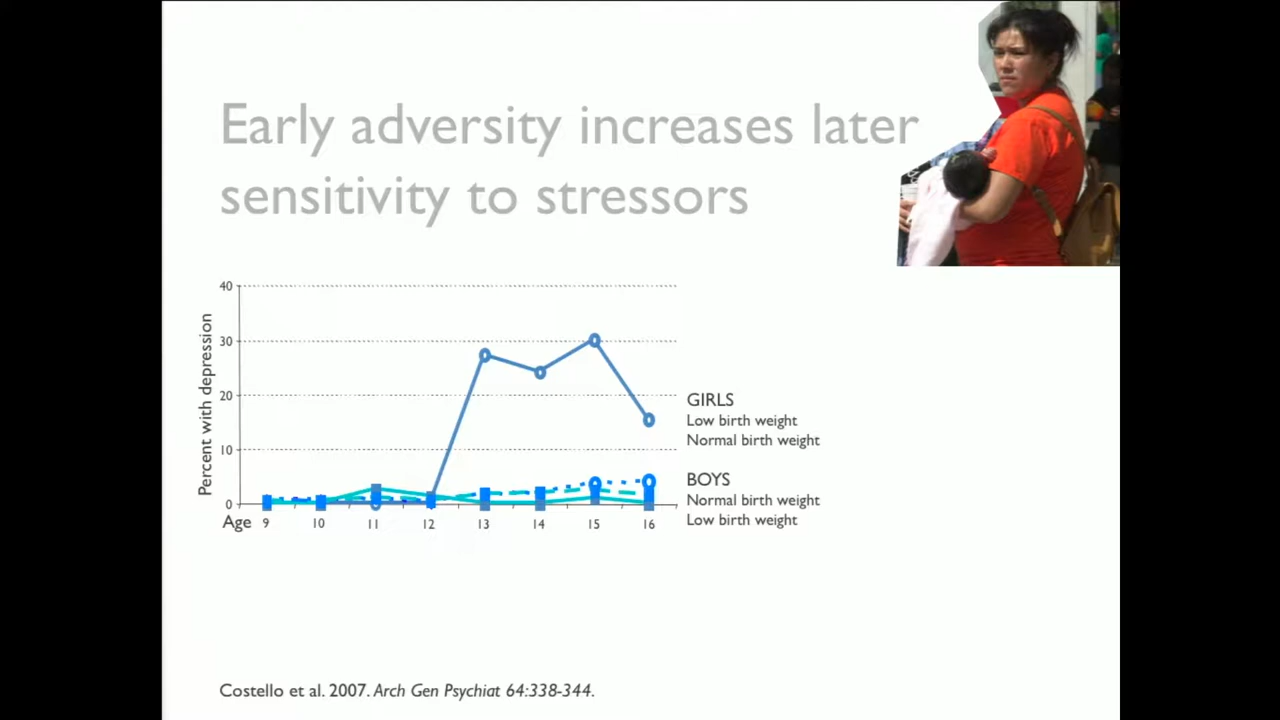 Early adversity increases later
sensitivity to stressors
Percent with depression
40
30
20
10
0
Age 9 10 11 12 13 14 15 16
GIRLS
Low birth weight
Normal birth weight
BOYS
Normal birth weight
Low birth weight
Costello et al. 2007. Arch Gen Psychiat 64:338-344.